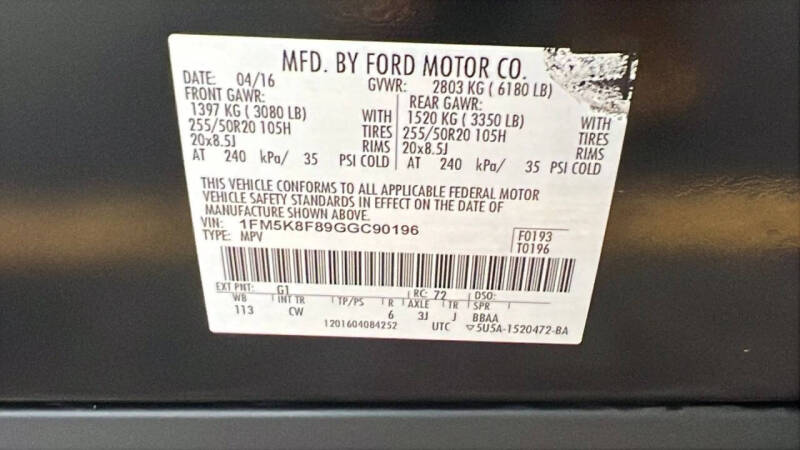 MFD. BY FORD MOTOR CO.
DATE: 04/16 GVWR: 2803 KG ( 6180 LB)
FRONT GAWR: REAR GAWR:
1397 KG ( 3080 LB) WITH 1520 KG ( 3350 LB) WITH
255/50R20 105H TIRES 255/50R20 105H TIRES
20x8.5J RIMS 20x8.5J RIMS
AT 240 kPa/ 35 PSI COLD AT 240 kPa/ 35 PSI COLD
THIS VEHICLE CONFORMS TO ALL APPLICABLE FEDERAL MOTOR
VEHICLE SAFETY STANDARDS IN EFFECT ON THE DATE OF
MANUFACTURE SHOWN ABOVE.
VIN: 1FM5K8F89GGC90196 F0193
TYPE: MPV T0196
EXT PNT: G1 RC: 72 DSO:
WB INT TR TP/PS R AXLE TR SPR
113 CW 6 3J J BBAA
1201604084252 UTC ▽5U5A-1520472-BA